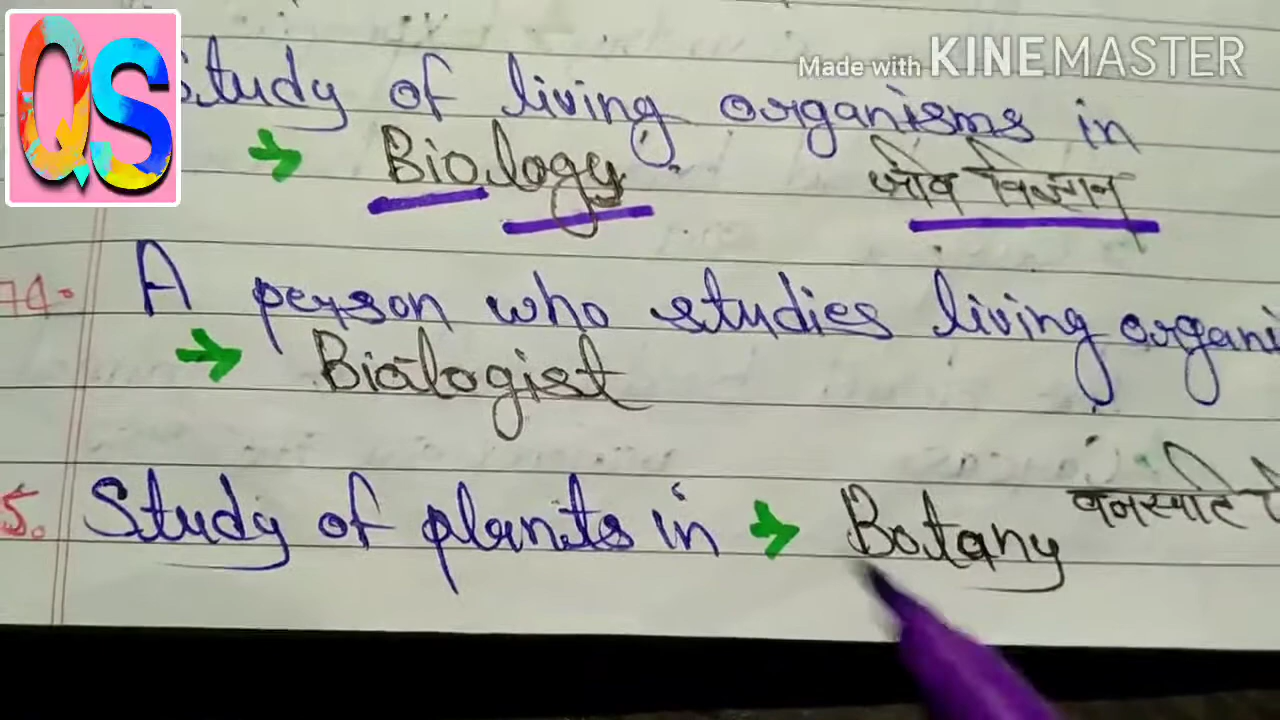 QS
Made with KINEMASTER
Study of living organisms in
→ Biology जीव विज्ञान
74. A person who studies living organi
→ Biologist
5. Study of plants in → Botany वनस्पति